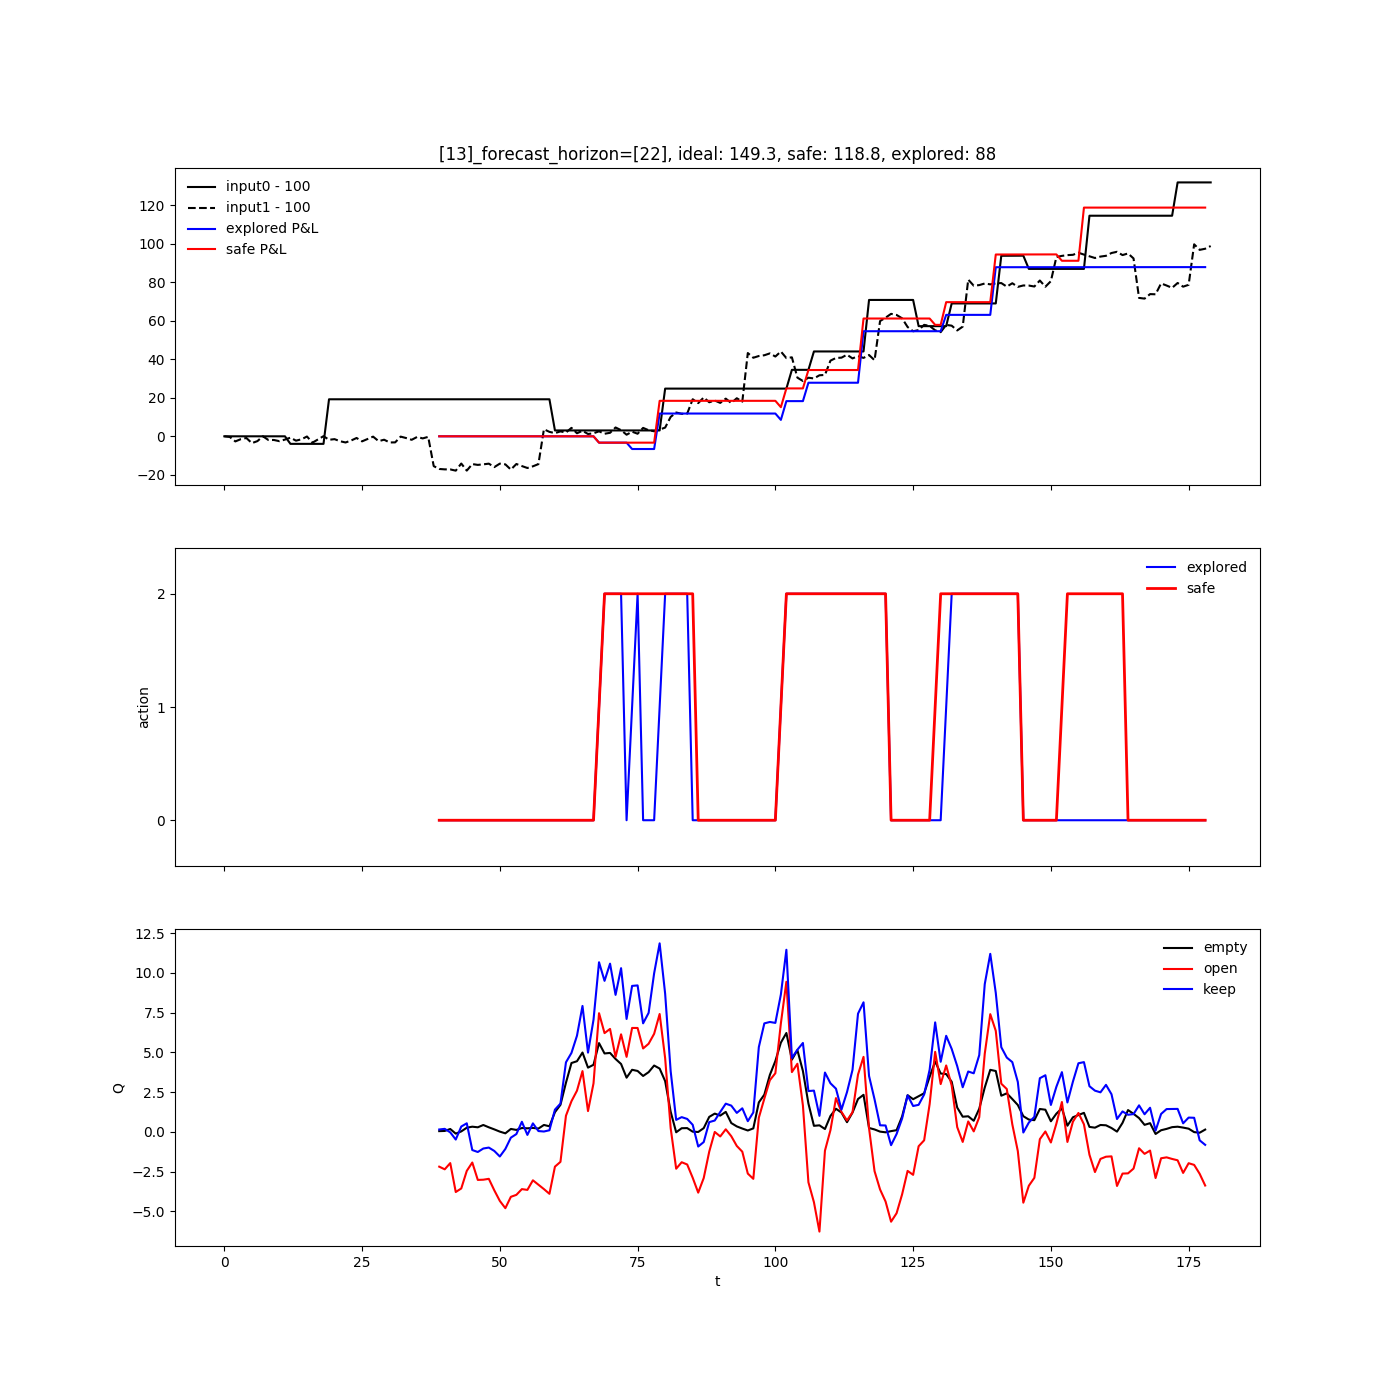 [13]_forecast_horizon=[22], ideal: 149.3, safe: 118.8, explored: 88
input0 - 100
input1 - 100
explored P&L
safe P&L
120
100
80
60
40
20
0
−20
explored
safe
action
2
1
0
empty
open
keep
Q
12.5
10.0
7.5
5.0
2.5
0.0
−2.5
−5.0
0 25 50 75 100 125 150 175
t